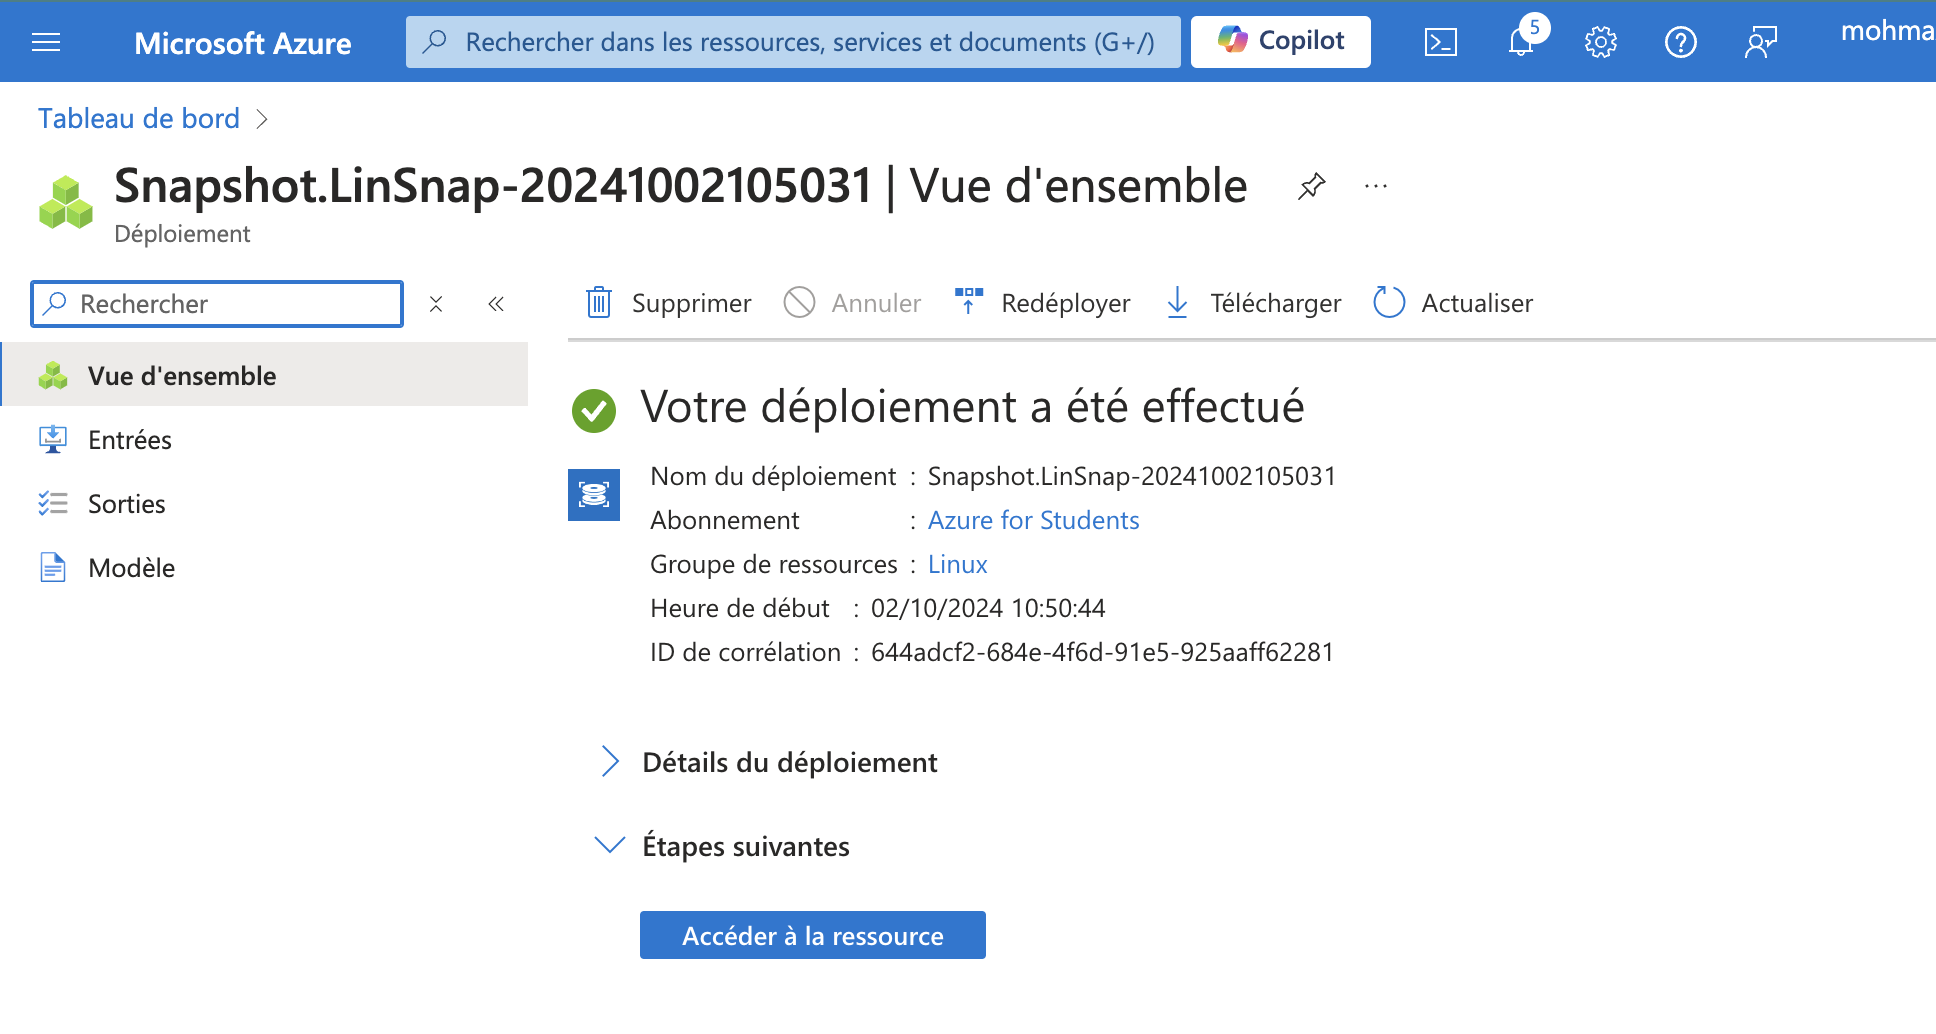 Microsoft Azure
Rechercher dans les ressources, services et documents (G+/)
Copilot
5
mohma
Tableau de bord
Snapshot.LinSnap-20241002105031 | Vue d'ensemble
...
Déploiement
Rechercher
Supprimer
Annuler
Redéployer
Télécharger
Actualiser
Vue d'ensemble
Entrées
Sorties
Modèle
Votre déploiement a été effectué
Nom du déploiement : Snapshot.LinSnap-20241002105031
Abonnement : Azure for Students
Groupe de ressources : Linux
Heure de début : 02/10/2024 10:50:44
ID de corrélation : 644adcf2-684e-4f6d-91e5-925aaff62281
Détails du déploiement
Étapes suivantes
Accéder à la ressource